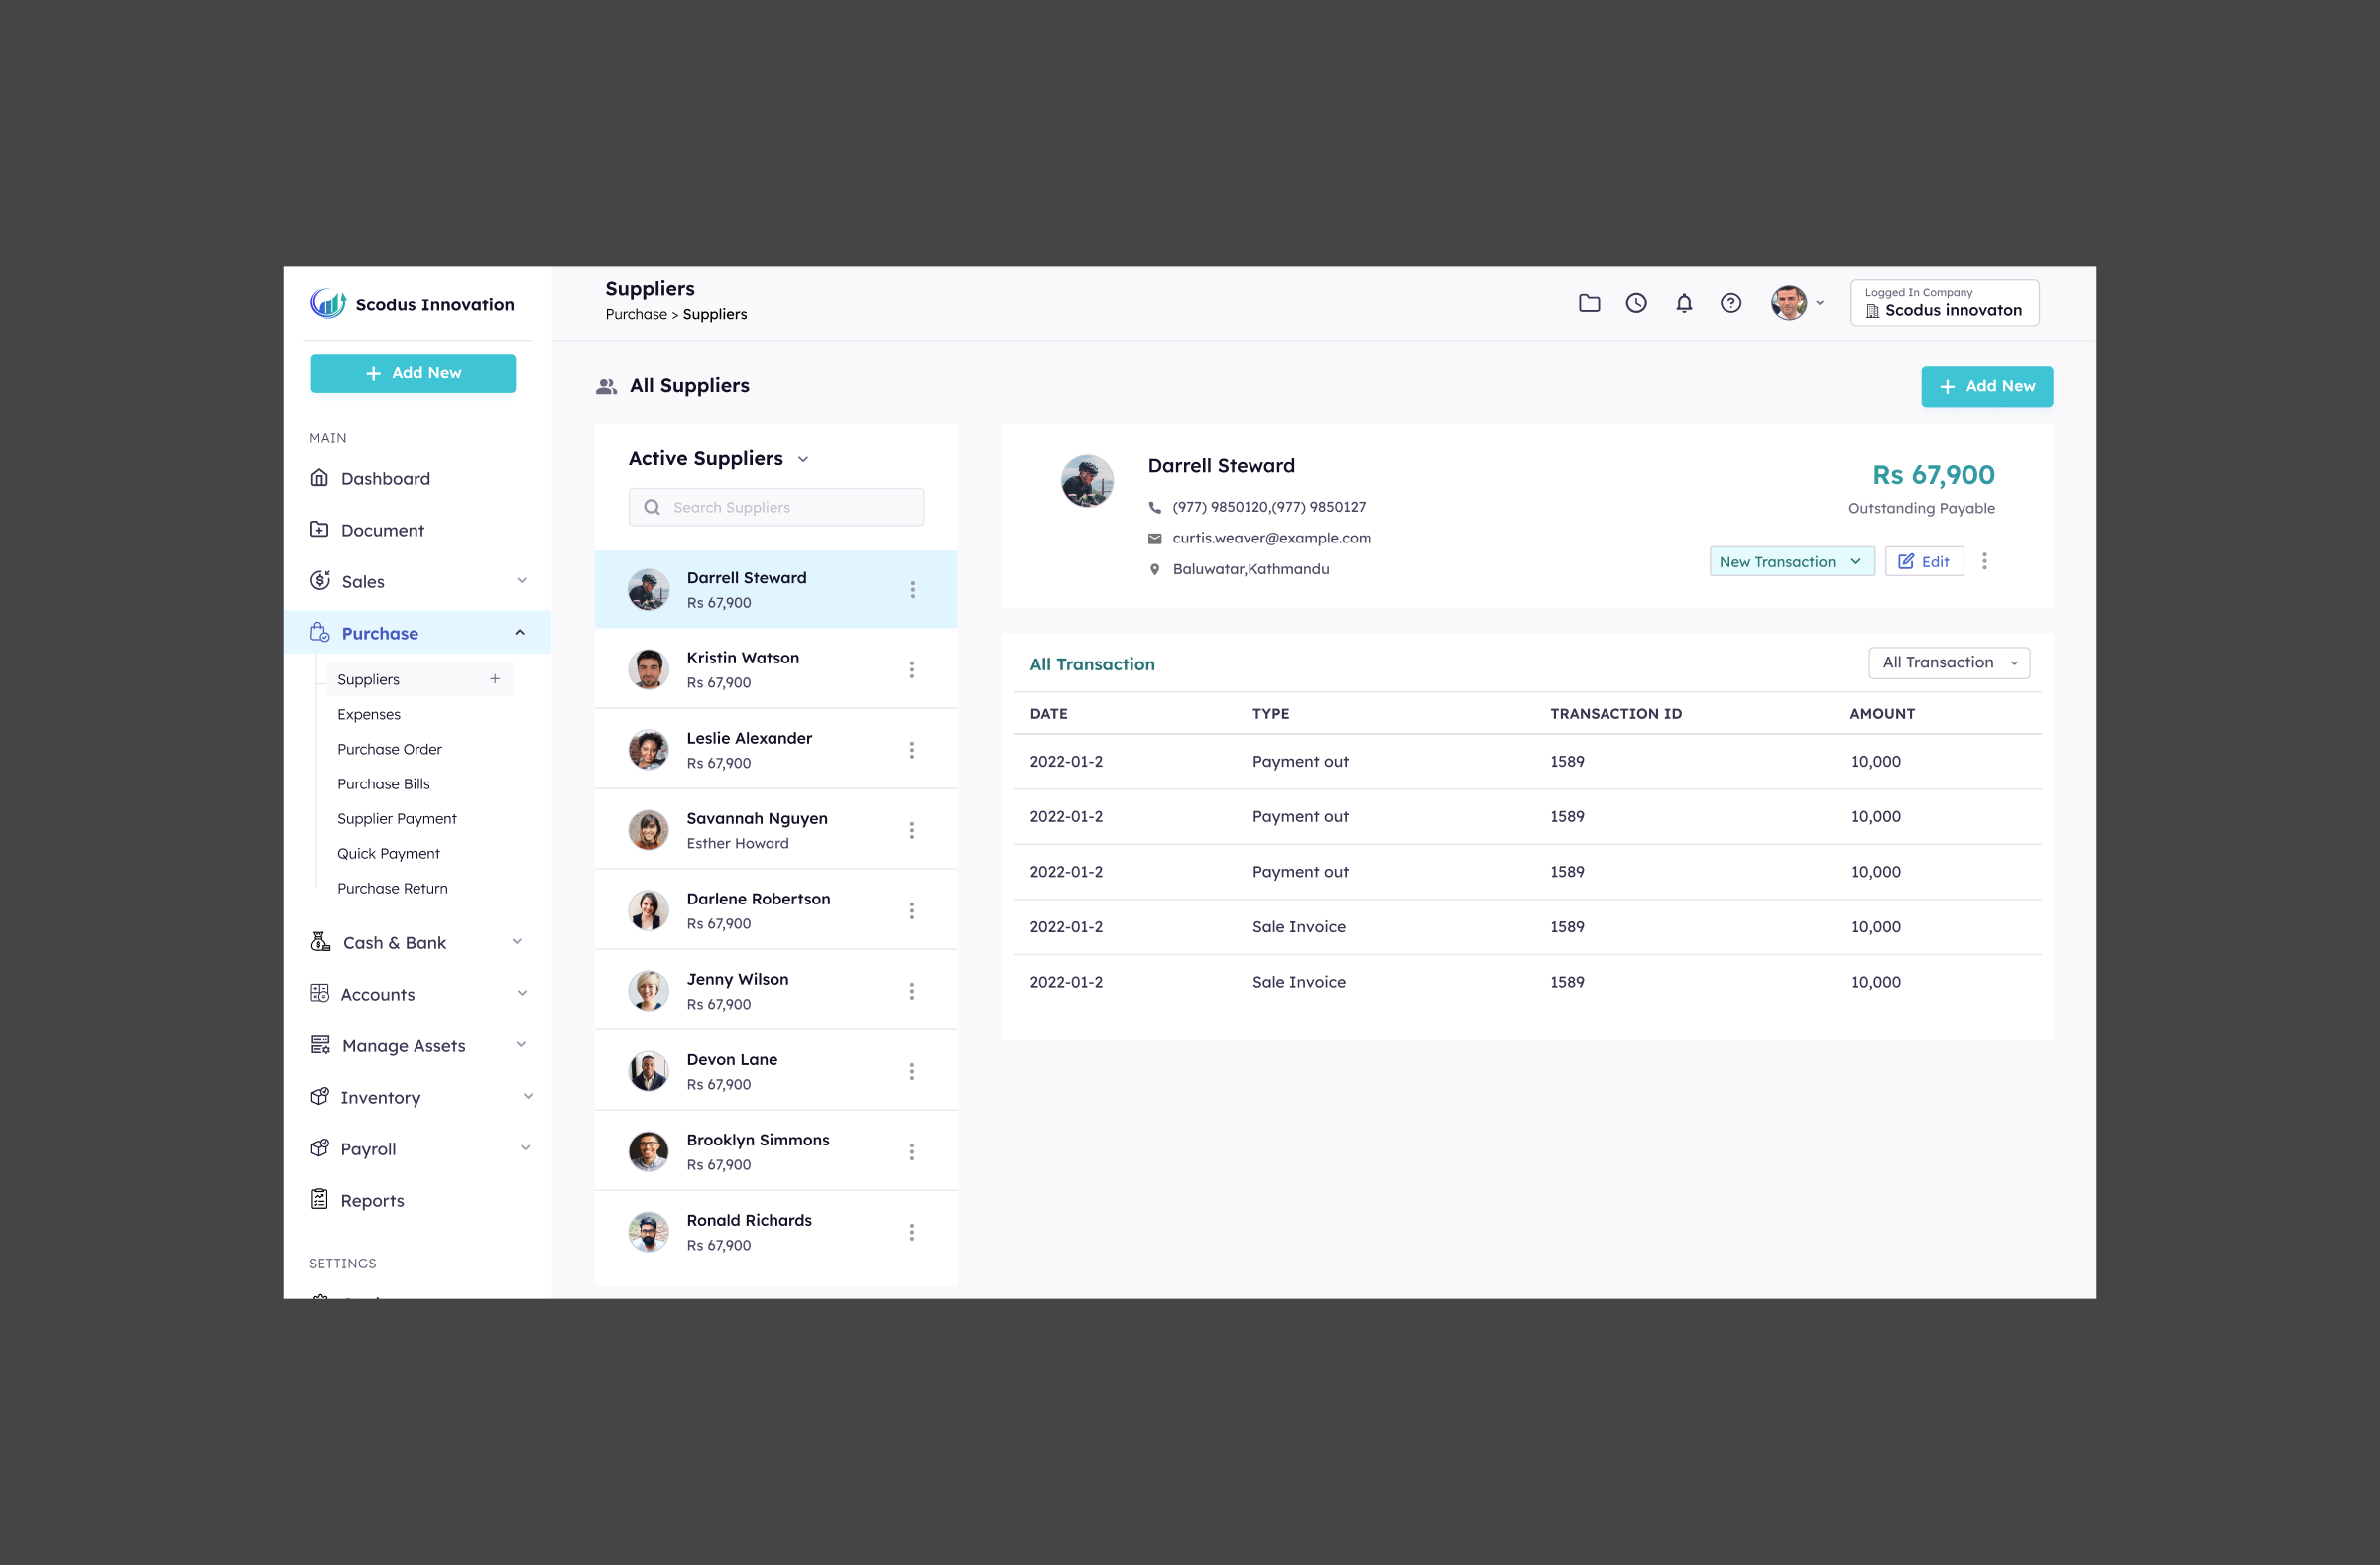 Scodus Innovation
Add New
MAIN
Dashboard
Document
Sales
Purchase
Suppliers
Expenses
Purchase Order
Purchase Bills
Supplier Payment
Quick Payment
Purchase Return
Cash & Bank
Accounts
Manage Assets
Inventory
Payroll
Reports
SETTINGS
Suppliers
Purchase > Suppliers
Logged In Company
Scodus innovaton
All Suppliers
Add New
Active Suppliers
Search Suppliers
Darrell Steward
Rs 67,900
Kristin Watson
Rs 67,900
Leslie Alexander
Rs 67,900
Savannah Nguyen
Esther Howard
Darlene Robertson
Rs 67,900
Jenny Wilson
Rs 67,900
Devon Lane
Rs 67,900
Brooklyn Simmons
Rs 67,900
Ronald Richards
Rs 67,900
Darrell Steward
(977) 9850120,(977) 9850127
curtis.weaver@example.com
Baluwatar,Kathmandu
Rs 67,900
Outstanding Payable
New Transaction
Edit
All Transaction
All Transaction
DATE TYPE TRANSACTION ID AMOUNT
2022-01-2 Payment out 1589 10,000
2022-01-2 Payment out 1589 10,000
2022-01-2 Payment out 1589 10,000
2022-01-2 Sale Invoice 1589 10,000
2022-01-2 Sale Invoice 1589 10,000